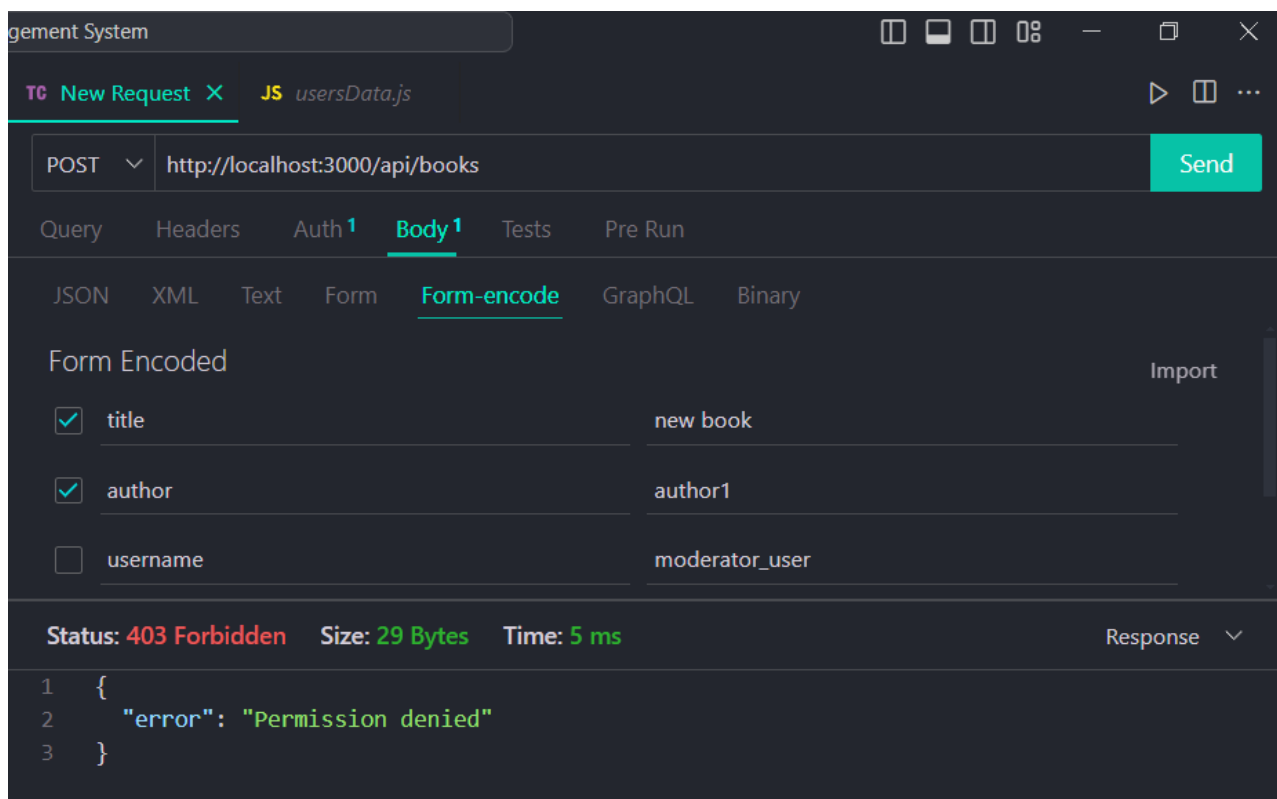 gement System
TC New Request JS usersData.js
POST http://localhost:3000/api/books Send
Query Headers Auth 1 Body 1 Tests Pre Run
JSON XML Text Form Form-encode GraphQL Binary
Form Encoded
Import
title new book
author author1
username moderator_user
Status: 403 Forbidden Size: 29 Bytes Time: 5 ms Response
1 {
2 "error": "Permission denied"
3 }